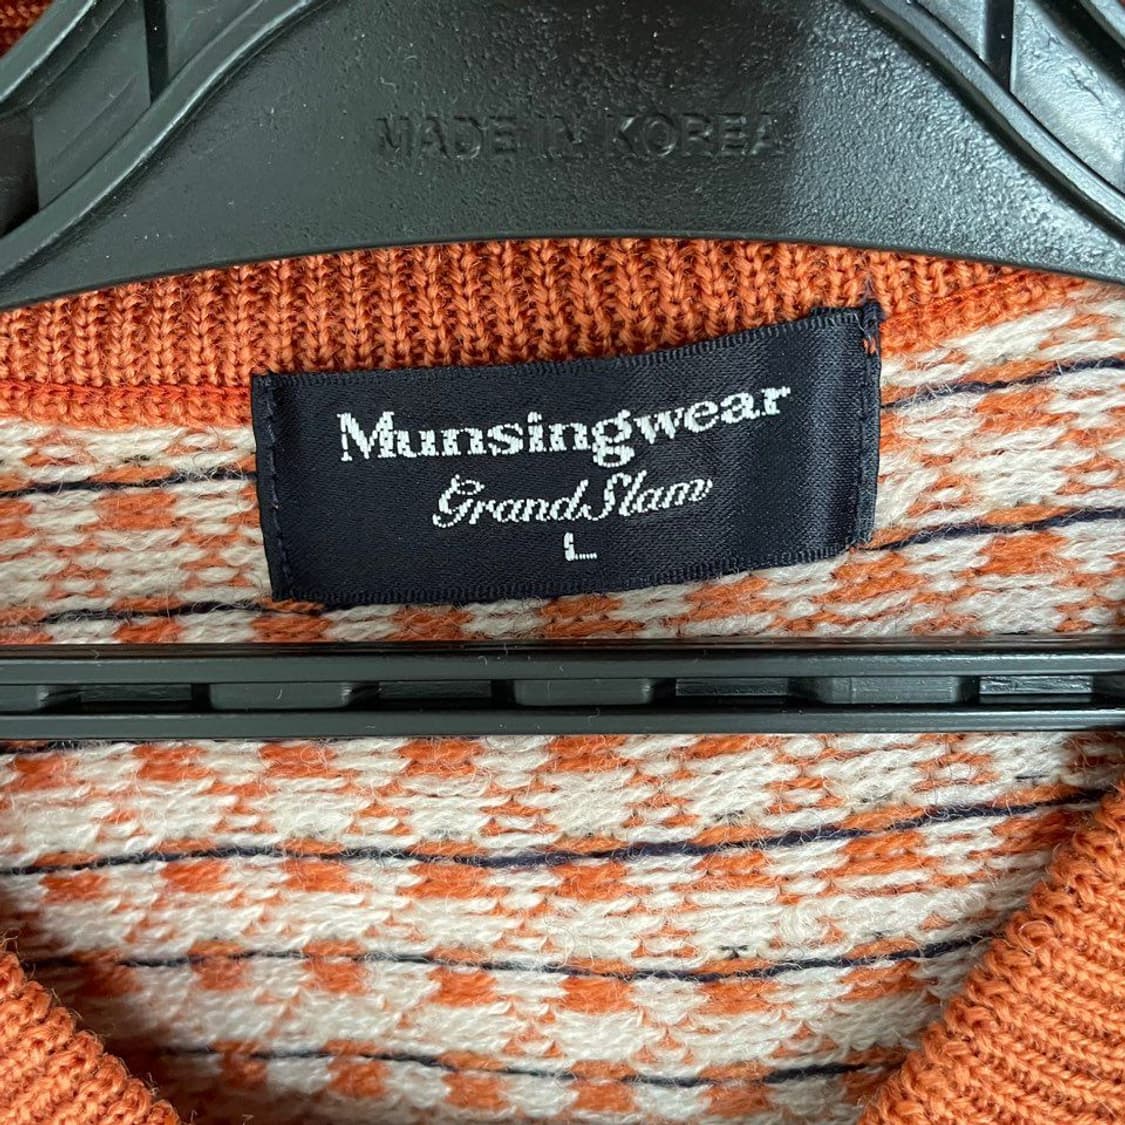 MADE IN KOREA
Munsingwear
Grand Slam
L